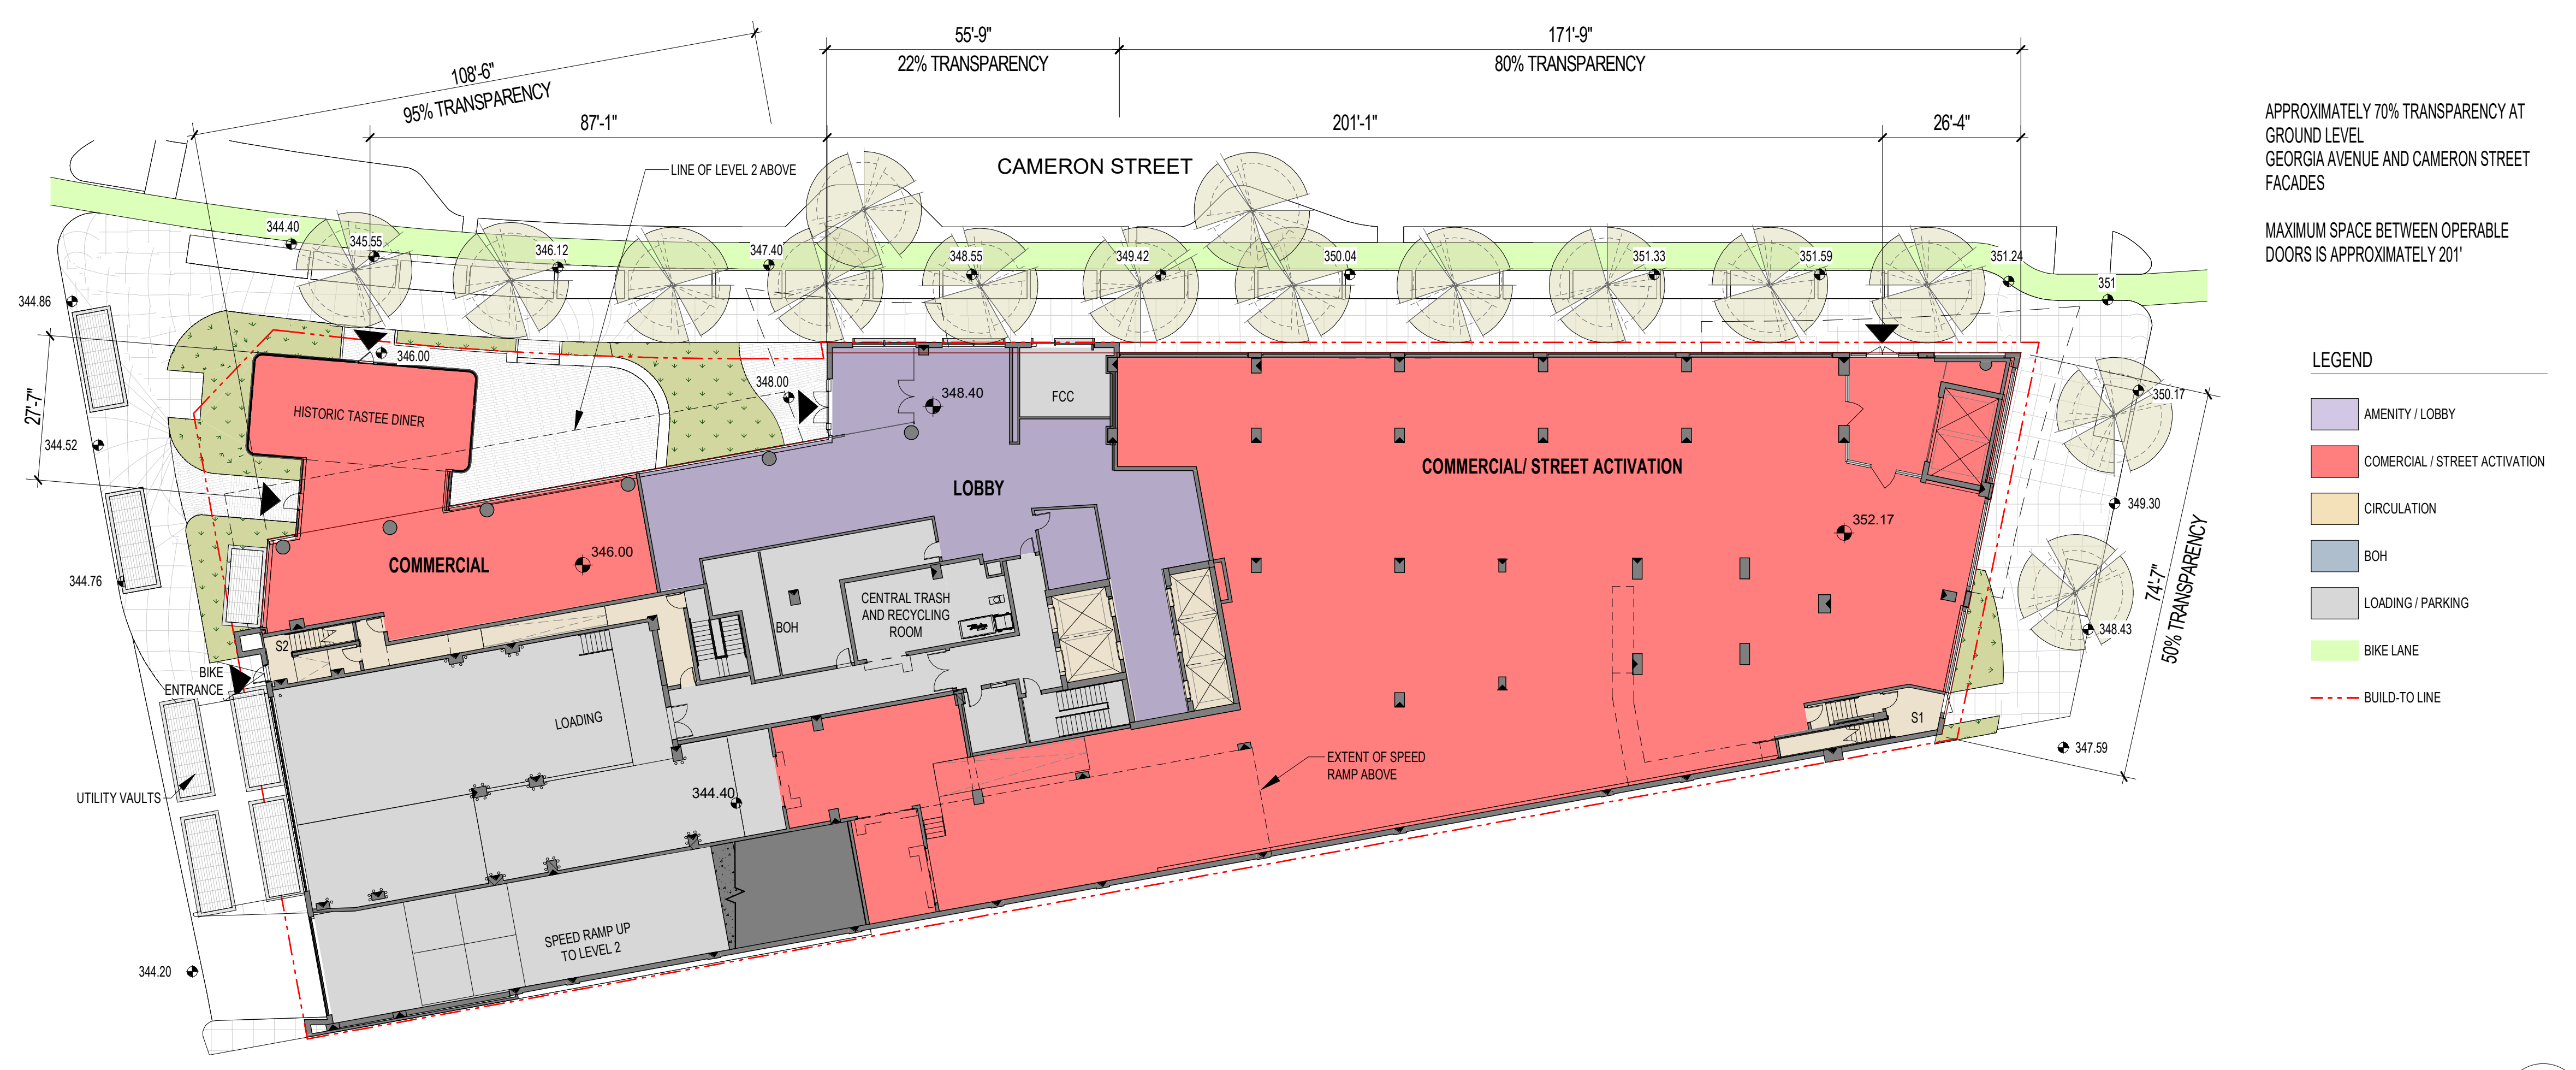 55'-9"
171'-9"
22% TRANSPARENCY
80% TRANSPARENCY
108'-6"
95% TRANSPARENCY
87'-1"
201'-1"
26'-4"
APPROXIMATELY 70% TRANSPARENCY AT
GROUND LEVEL
GEORGIA AVENUE AND CAMERON STREET
FACADES
MAXIMUM SPACE BETWEEN OPERABLE
DOORS IS APPROXIMATELY 201'
CAMERON STREET
LINE OF LEVEL 2 ABOVE
344.40
345.55
346.12
347.40
348.55
349.42
350.04
351.33
351.59
351.24
351
344.86
346.00
348.00
348.40
FCC
27'-7"
HISTORIC TASTEE DINER
344.52
350.17
COMMERCIAL/ STREET ACTIVATION
LOBBY
349.30
352.17
346.00
COMMERCIAL
344.76
74'-7"
50% TRANSPARENCY
CENTRAL TRASH
AND RECYCLING
ROOM
BOH
S2
348.43
BIKE
ENTRANCE
LOADING
S1
347.59
EXTENT OF SPEED
RAMP ABOVE
UTILITY VAULTS
344.40
SPEED RAMP UP
TO LEVEL 2
344.20
LEGEND
AMENITY / LOBBY
COMERCIAL / STREET ACTIVATION
CIRCULATION
BOH
LOADING / PARKING
BIKE LANE
BUILD-TO LINE